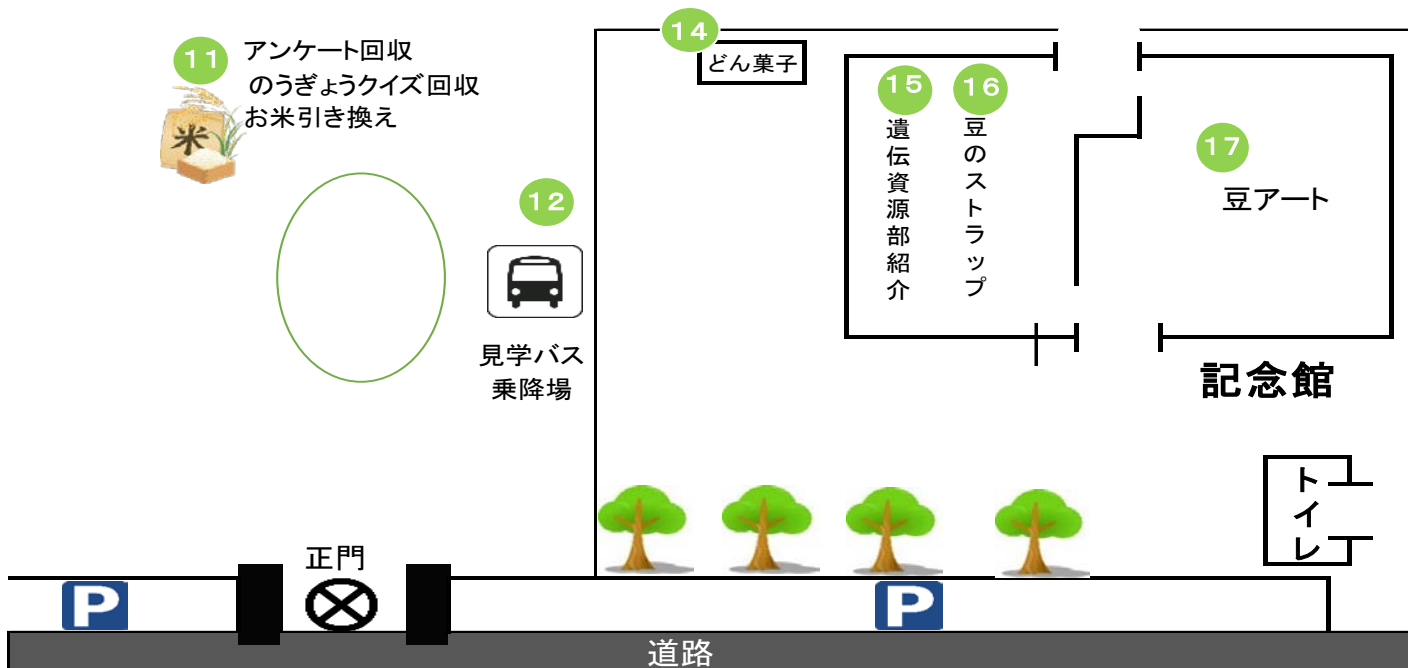 11
アンケート回収
のうぎょうクイズ回収
お米引き換え
米
12
見学バス
乗降場
14
どん菓子
15
遺伝資源部紹介
16
豆のストラップ
17
豆アート
記念館
トイレ
正門
P
P
道路